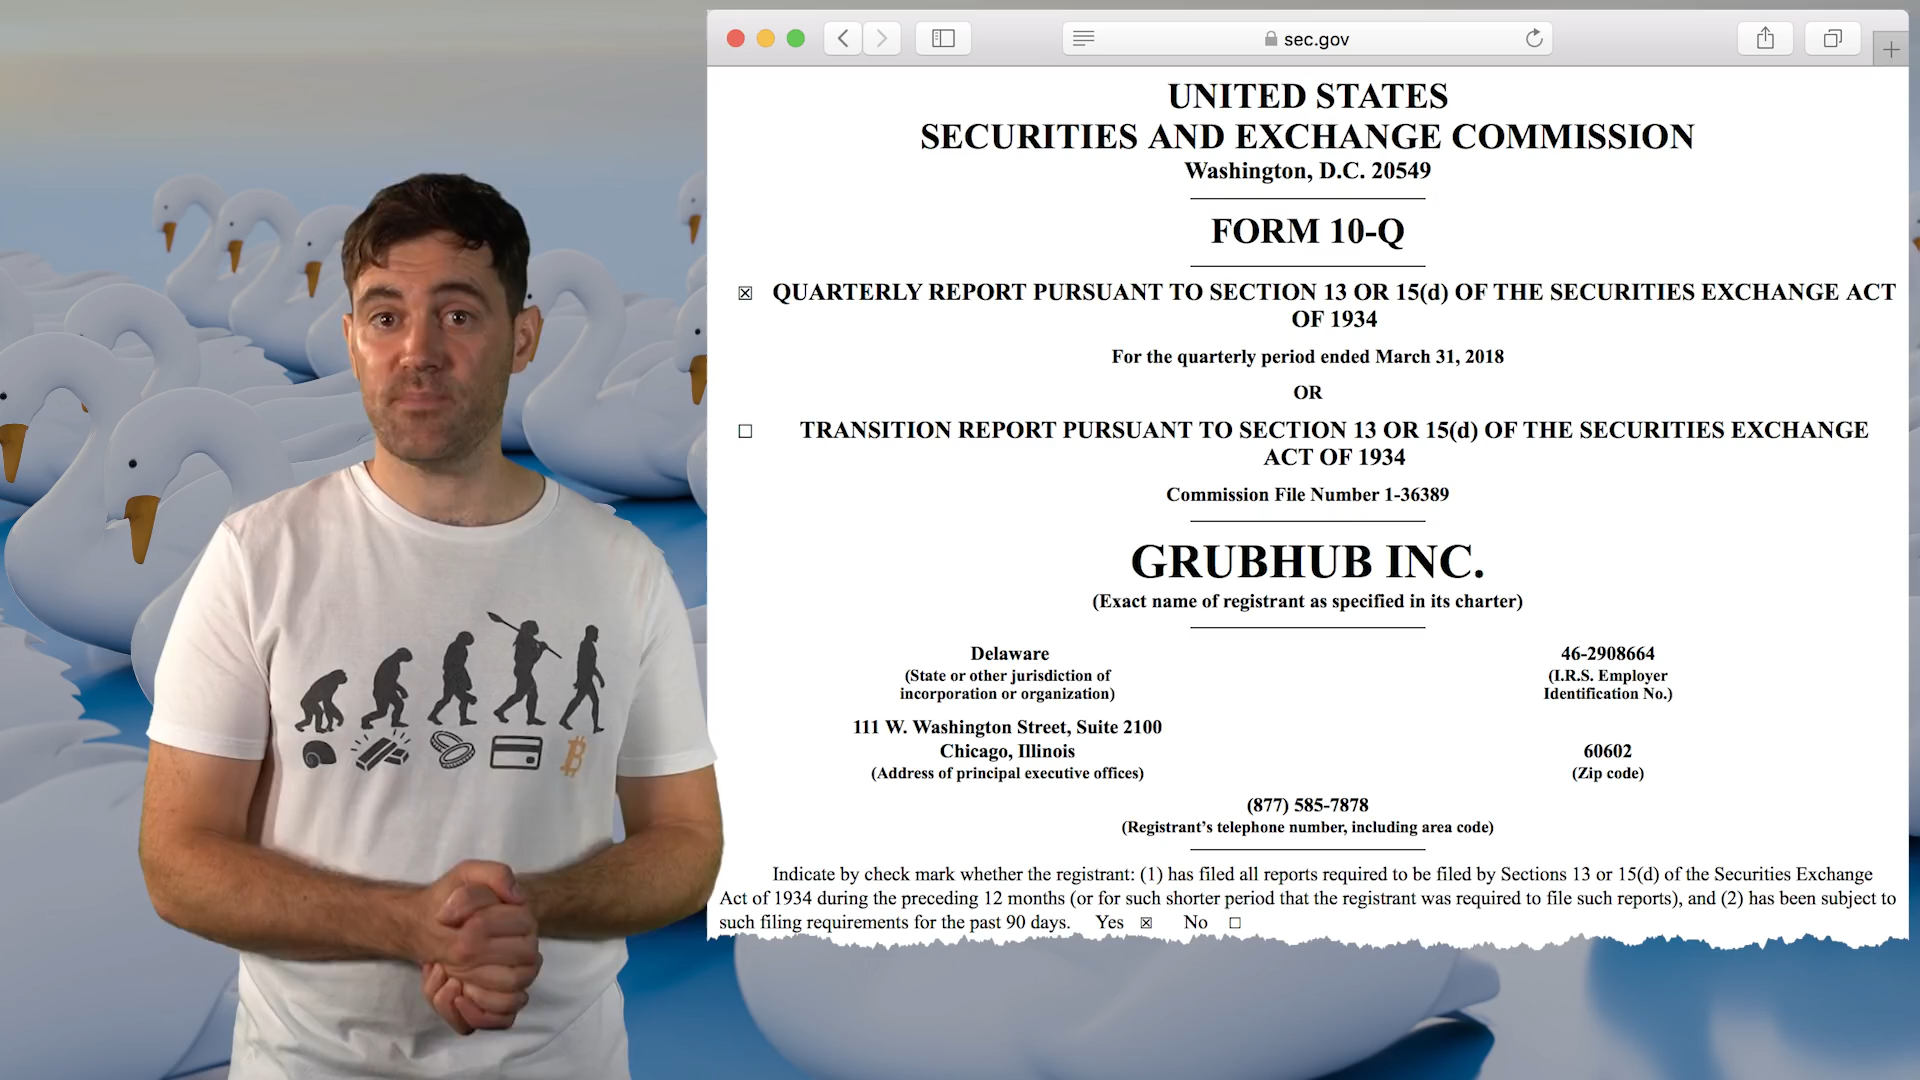 sec.gov
UNITED STATES
SECURITIES AND EXCHANGE COMMISSION
Washington, D.C. 20549
FORM 10-Q
☒ QUARTERLY REPORT PURSUANT TO SECTION 13 OR 15(d) OF THE SECURITIES EXCHANGE ACT
OF 1934
For the quarterly period ended March 31, 2018
OR
☐ TRANSITION REPORT PURSUANT TO SECTION 13 OR 15(d) OF THE SECURITIES EXCHANGE
ACT OF 1934
Commission File Number 1-36389
GRUBHUB INC.
(Exact name of registrant as specified in its charter)
Delaware
(State or other jurisdiction of
incorporation or organization)
46-2908664
(I.R.S. Employer
Identification No.)
111 W. Washington Street, Suite 2100
Chicago, Illinois
(Address of principal executive offices)
60602
(Zip code)
(877) 585-7878
(Registrant’s telephone number, including area code)
Indicate by check mark whether the registrant: (1) has filed all reports required to be filed by Sections 13 or 15(d) of the Securities Exchange
Act of 1934 during the preceding 12 months (or for such shorter period that the registrant was required to file such reports), and (2) has been subject to
such filing requirements for the past 90 days. Yes ☒ No ☐